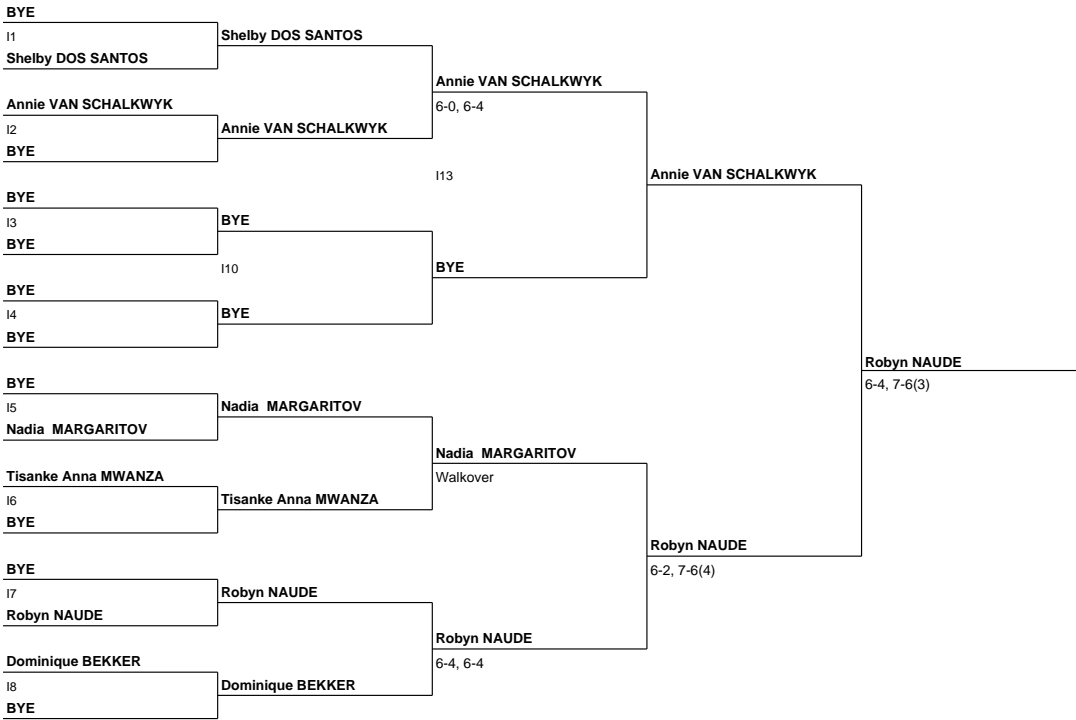 BYE
I1
Shelby DOS SANTOS
Annie VAN SCHALKWYK
I2
BYE
BYE
I3
BYE
BYE
I4
BYE
BYE
I5
Nadia MARGARITOV
Tisanke Anna MWANZA
I6
BYE
BYE
I7
Robyn NAUDE
Dominique BEKKER
I8
BYE
Shelby DOS SANTOS
Annie VAN SCHALKWYK
BYE
I10
BYE
Nadia MARGARITOV
Tisanke Anna MWANZA
Robyn NAUDE
Dominique BEKKER
Annie VAN SCHALKWYK
6-0, 6-4
I13
BYE
Nadia MARGARITOV
Walkover
Robyn NAUDE
6-4, 6-4
Annie VAN SCHALKWYK
Robyn NAUDE
6-2, 7-6(4)
Robyn NAUDE
6-4, 7-6(3)